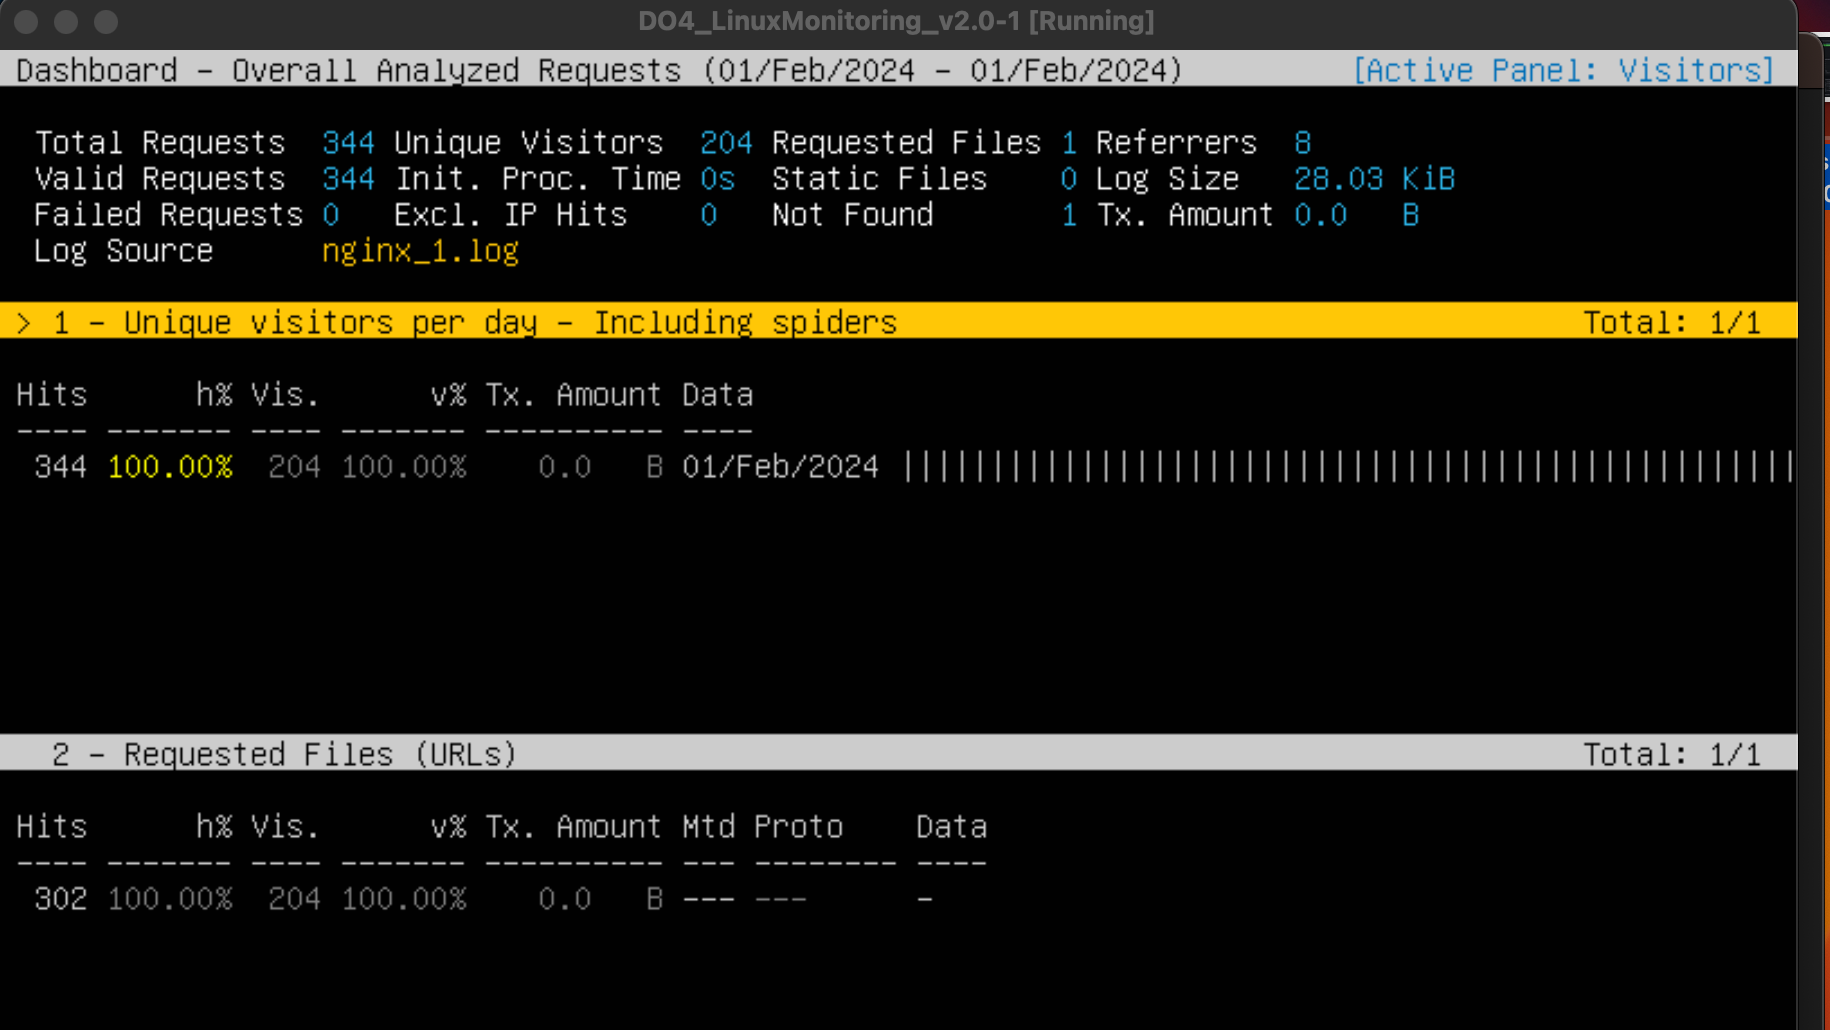 DO4_LinuxMonitoring_v2.0-1 [Running]
Dashboard - Overall Analyzed Requests (01/Feb/2024 - 01/Feb/2024) [Active Panel: Visitors]
Total Requests 344 Unique Visitors 204 Requested Files 1 Referrers 8
Valid Requests 344 Init. Proc. Time 0s Static Files 0 Log Size 28.03 KiB
Failed Requests 0 Excl. IP Hits 0 Not Found 1 Tx. Amount 0.0 B
Log Source nginx_1.log
> 1 - Unique visitors per day - Including spiders Total: 1/1
Hits h% Vis. v% Tx. Amount Data
---- ------- ---- ------- ---------- ----
344 100.00% 204 100.00% 0.0 B 01/Feb/2024 ||||||||||||||||||||||||||||||||||||||||||||||||||
2 - Requested Files (URLs) Total: 1/1
Hits h% Vis. v% Tx. Amount Mtd Proto Data
---- ------- ---- ------- ---------- --- -------- ----
302 100.00% 204 100.00% 0.0 B --- --- -